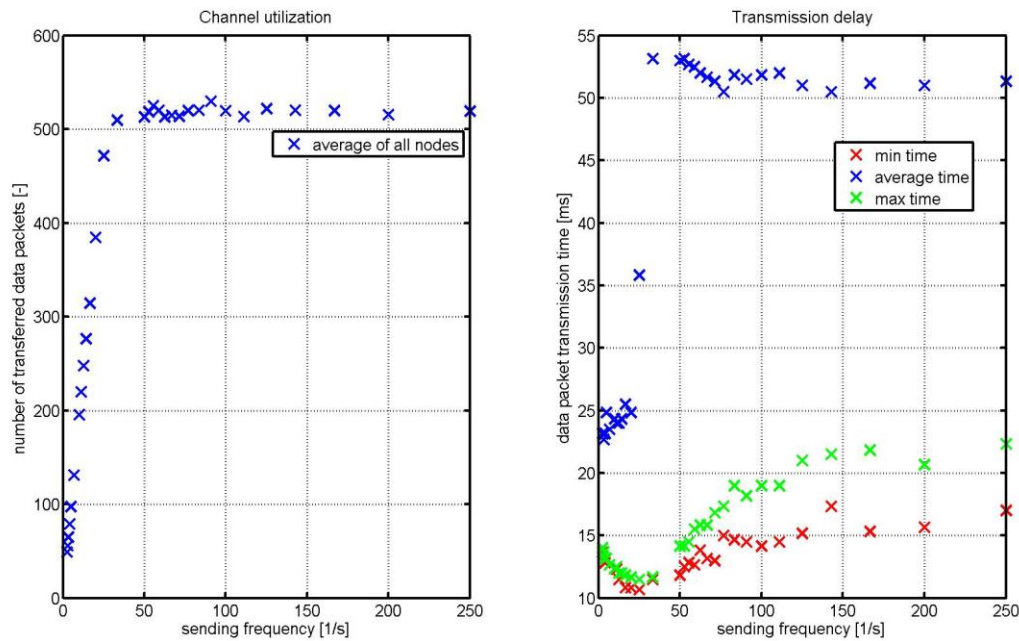 Channel utilization
600
500
400
300
200
100
0
number of transferred data packets [-]
average of all nodes
0 50 100 150 200 250
sending frequency [1/s]
Transmission delay
55
50
45
40
35
30
25
20
15
10
data packet transmission time [ms]
min time
average time
max time
0 50 100 150 200 250
sending frequency [1/s]